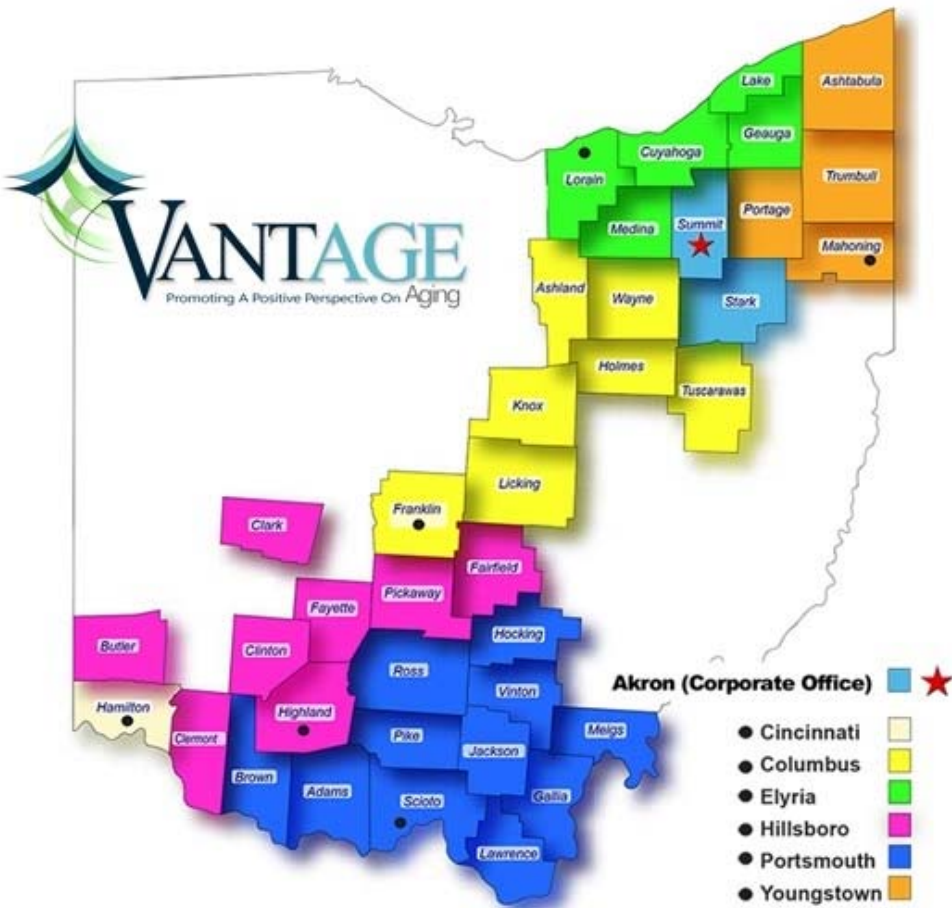 Lake
Ashtabula
Geauga
Cuyahoga
Lorain
Trumbull
Portage
Summit
Medina
Mahoning
VANTAGE
Promoting A Positive Perspective On Aging
Ashland
Wayne
Stark
Holmes
Tuscarawas
Knox
Licking
Franklin
Clark
Fairfield
Pickaway
Fayette
Hocking
Butler
Clinton
Ross
Vinton
Akron (Corporate Office)
Hamilton
Highland
Clermont
Pike
Jackson
Meigs
Cincinnati
Columbus
Brown
Adams
Scioto
Gallia
Elyria
Hillsboro
Lawrence
Portsmouth
Youngstown